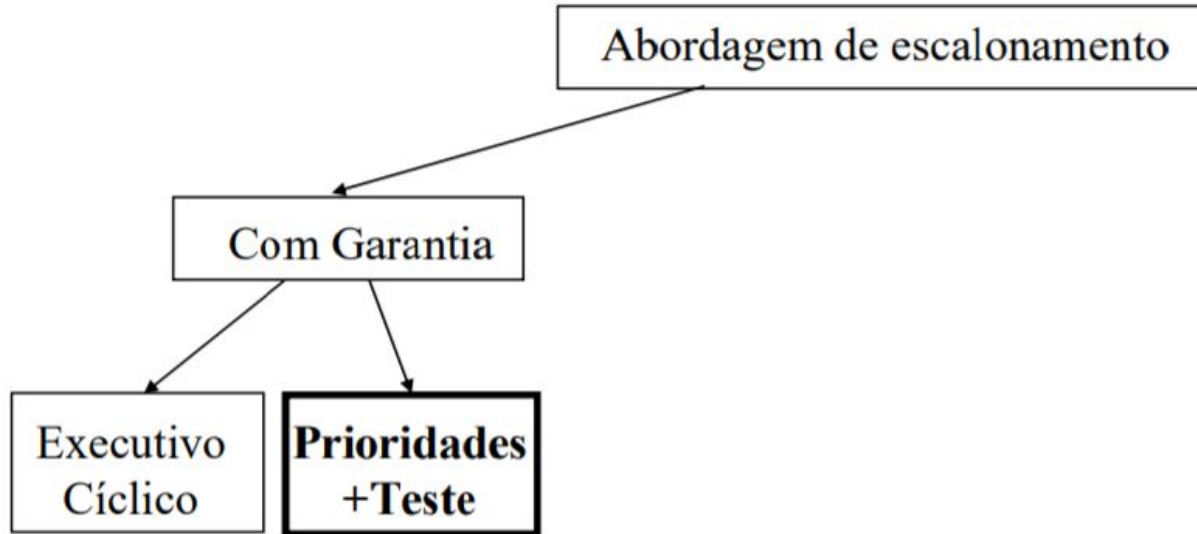 Abordagem de escalonamento
Com Garantia
Executivo
Cíclico
Prioridades
+Teste